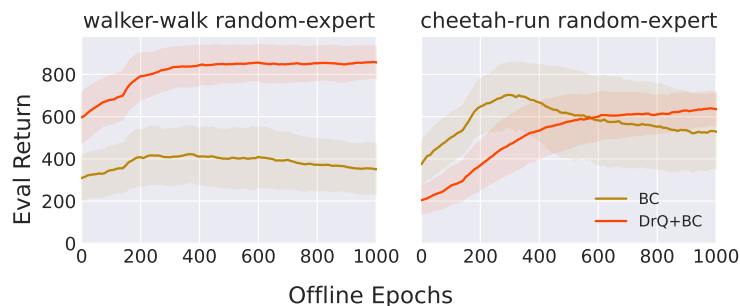 walker-walk random-expert
cheetah-run random-expert
Eval Return
800
600
400
200
0
0 200 400 600 800 1000
0 200 400 600 800 1000
BC
DrQ+BC
Offline Epochs